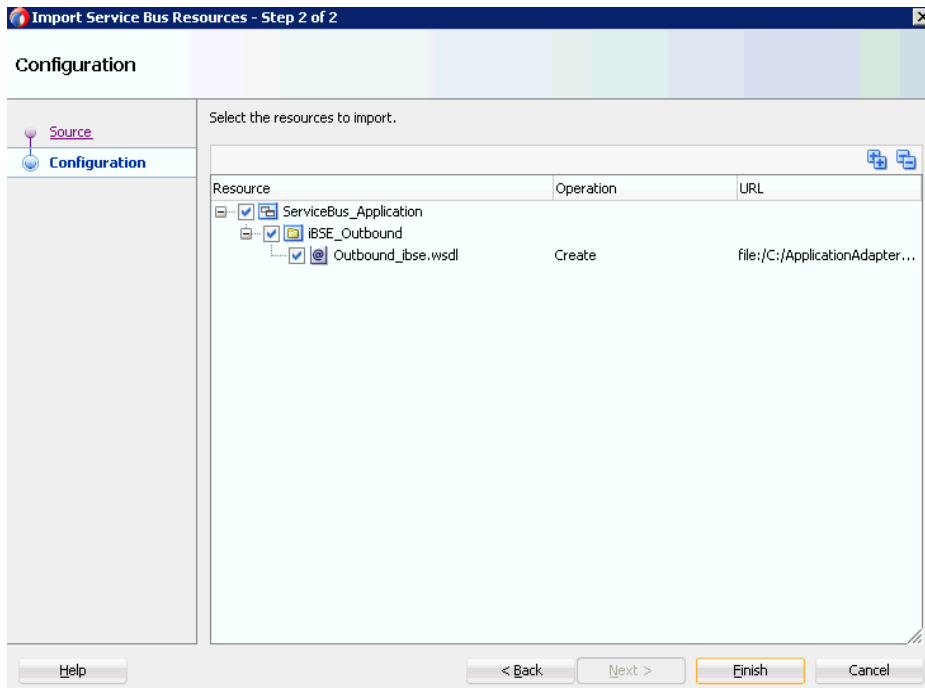 Import Service Bus Resources - Step 2 of 2
Configuration
Source
Configuration
Select the resources to import.
Resource Operation URL
ServiceBus_Application
iBSE_Outbound
Outbound_ibse.wsdl Create file:/C:/ApplicationAdapter...
Help < Back Next > Finish Cancel